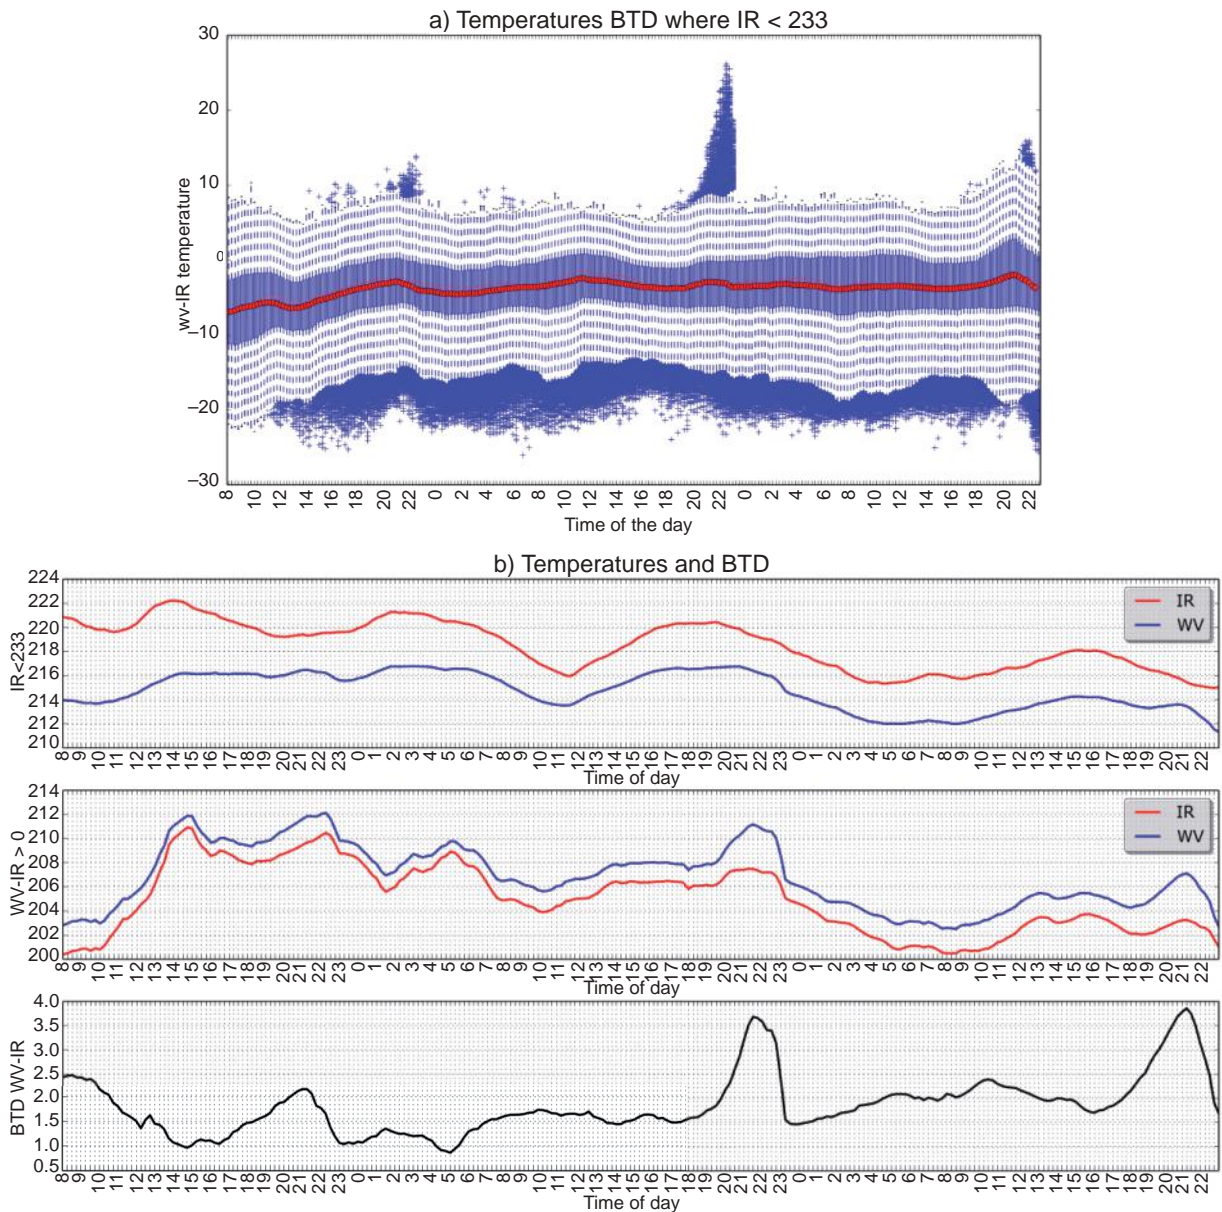 a) Temperatures BTD where IR < 233
30
20
10
0
–10
–20
–30
wv-IR temperature
8 10 12 14 16 18 20 22 0 2 4 6 8 10 12 14 16 18 20 22 0 2 4 6 8 10 12 14 16 18 20 22
Time of the day
b) Temperatures and BTD
224
222
220
218
216
214
212
210
IR<233
IR
WV
8 9 10 11 12 13 14 15 16 17 18 19 20 21 22 23 0 1 2 3 4 5 6 7 8 9 10 11 12 13 14 15 16 17 18 19 20 21 22 23 0 1 2 3 4 5 6 7 8 9 10 11 12 13 14 15 16 17 18 19 20 21 22
Time of day
214
212
210
208
206
204
202
200
WV-IR > 0
IR
WV
8 9 10 11 12 13 14 15 16 17 18 19 20 21 22 23 0 1 2 3 4 5 6 7 8 9 10 11 12 13 14 15 16 17 18 19 20 21 22 23 0 1 2 3 4 5 6 7 8 9 10 11 12 13 14 15 16 17 18 19 20 21 22
Time of day
4.0
3.5
3.0
2.5
2.0
1.5
1.0
0.5
BTD WV-IR
8 9 10 11 12 13 14 15 16 17 18 19 20 21 22 23 0 1 2 3 4 5 6 7 8 9 10 11 12 13 14 15 16 17 18 19 20 21 22 23 0 1 2 3 4 5 6 7 8 9 10 11 12 13 14 15 16 17 18 19 20 21 22
Time of day